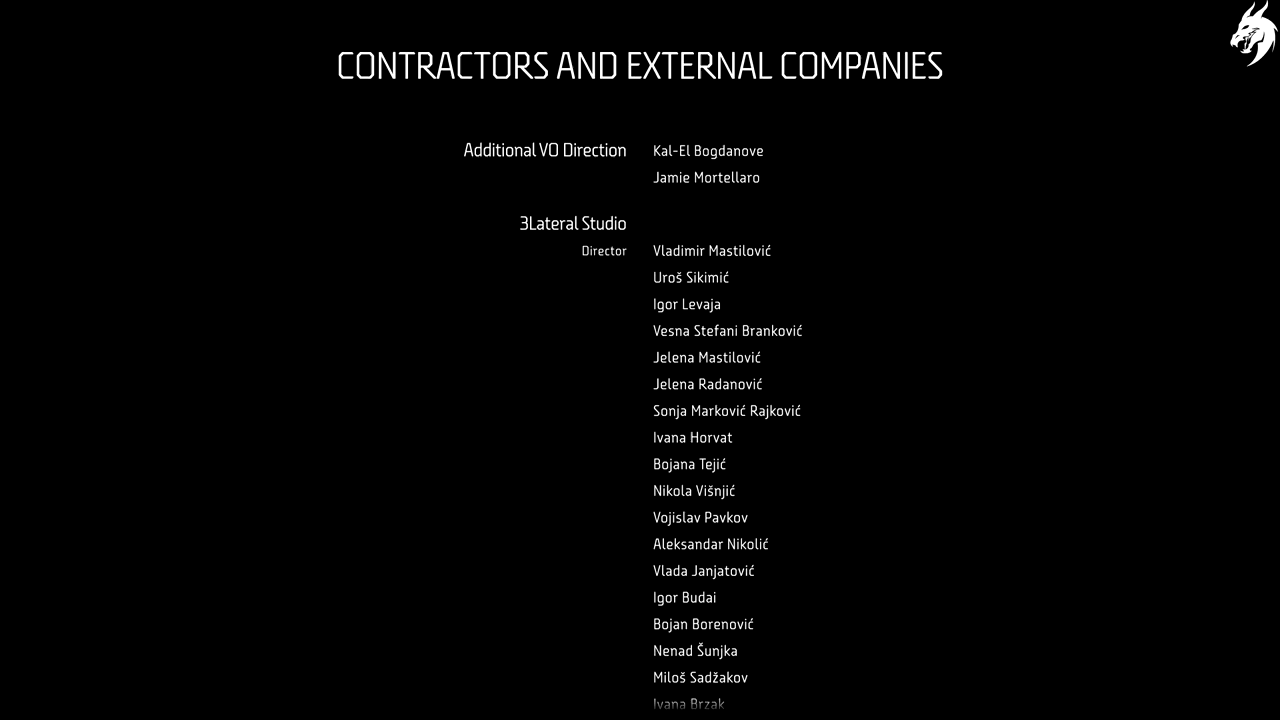 CONTRACTORS AND EXTERNAL COMPANIES
Additional VO Direction Kal-El Bogdanove
Jamie Mortellaro
3Lateral Studio
Director Vladimir Mastilović
Uroš Sikimić
Igor Levaja
Vesna Stefani Branković
Jelena Mastilović
Jelena Radanović
Sonja Marković Rajković
Ivana Horvat
Bojana Tejić
Nikola Višnjić
Vojislav Pavkov
Aleksandar Nikolić
Vlada Janjatović
Igor Budai
Bojan Borenović
Nenad Šunjka
Miloš Sadžakov
Ivana Brzak